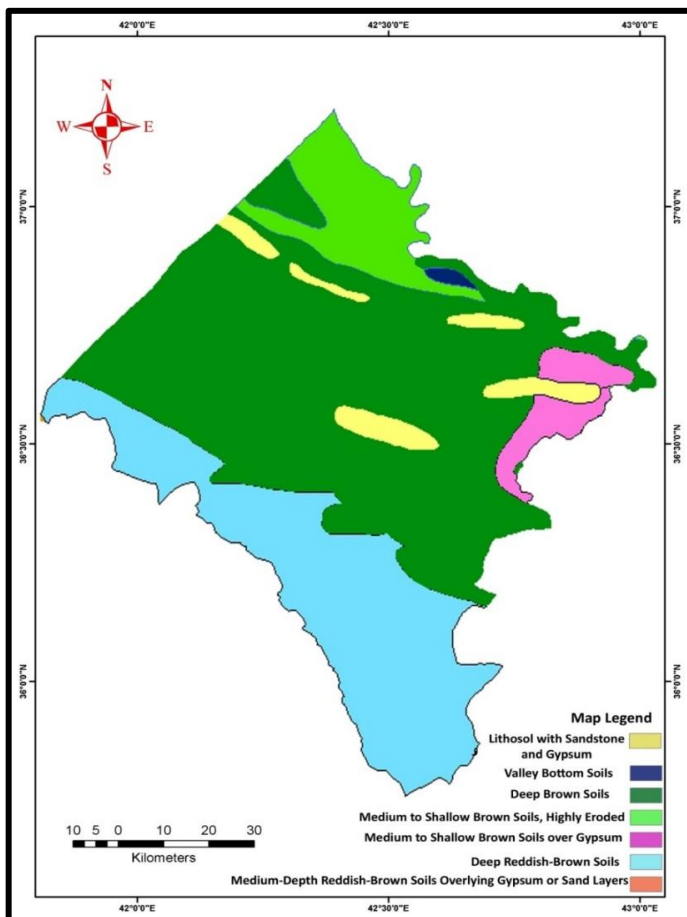 42°0'0"E 42°30'0"E 43°0'0"E
N
W E
S
37°0'0"N 37°0'0"N
36°30'0"N 36°30'0"N
36°0'0"N 36°0'0"N
Map Legend
Lithosol with Sandstone
and Gypsum
Valley Bottom Soils
Deep Brown Soils
Medium to Shallow Brown Soils, Highly Eroded
Medium to Shallow Brown Soils over Gypsum
Deep Reddish-Brown Soils
Medium-Depth Reddish-Brown Soils Overlying Gypsum or Sand Layers
10 5 0 10 20 30
Kilometers
42°0'0"E 42°30'0"E 43°0'0"E